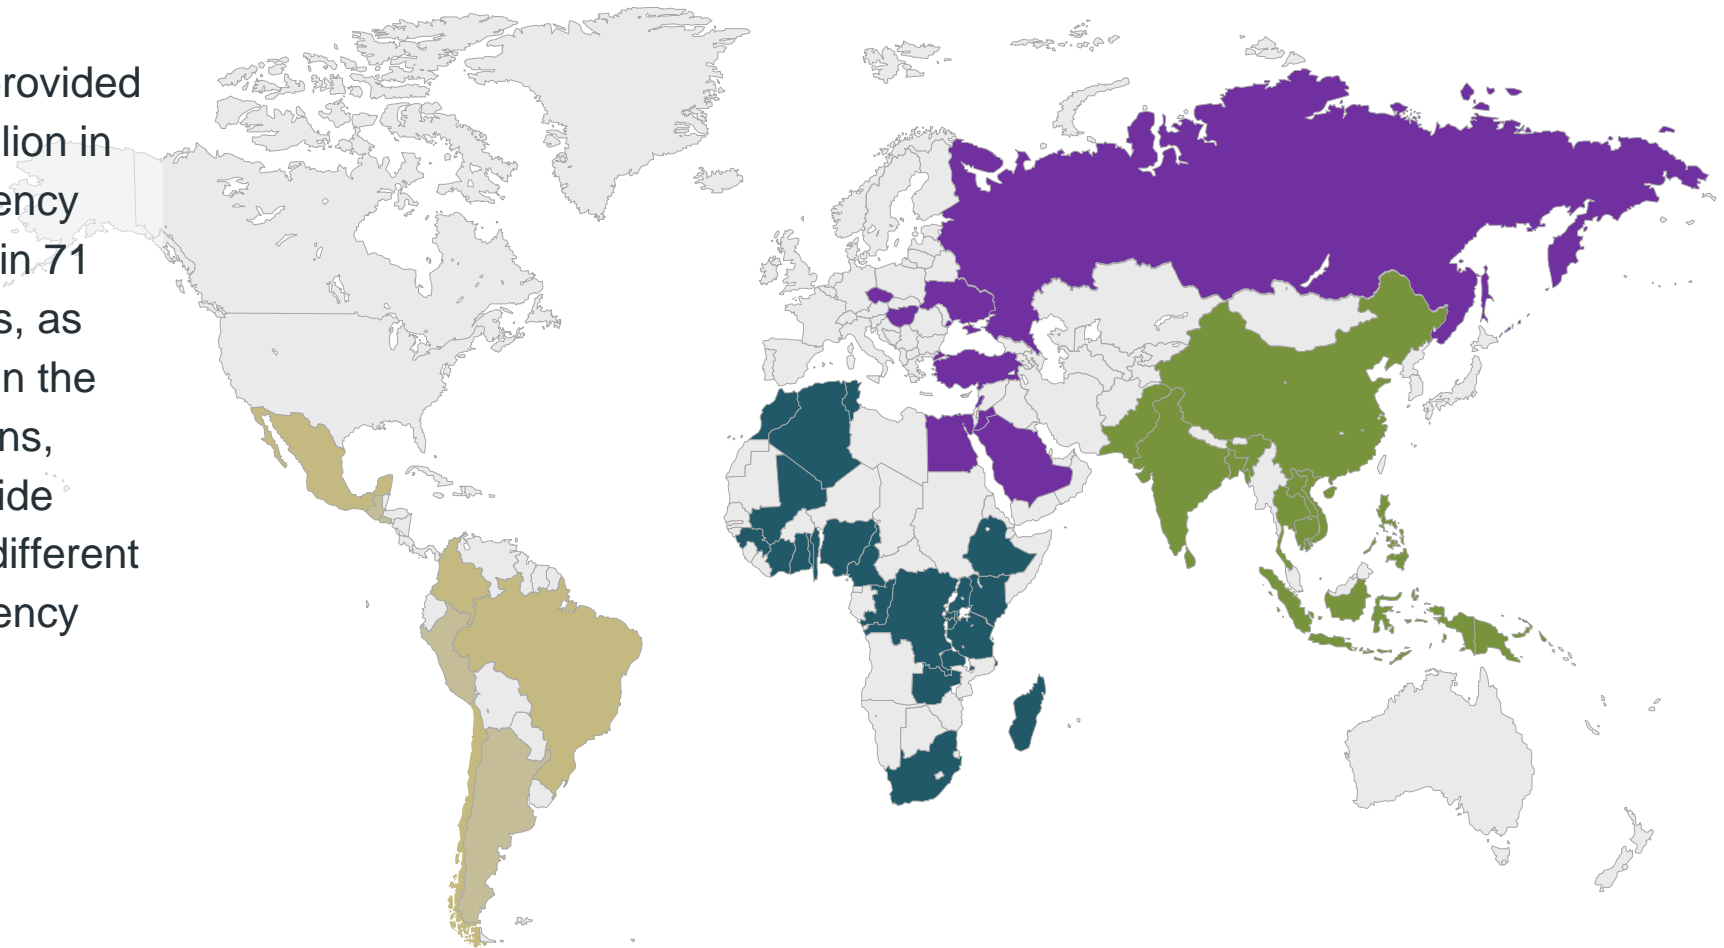 rovided
lion in
ency
in 71
s, as
n the
ns,
ide
different
ency